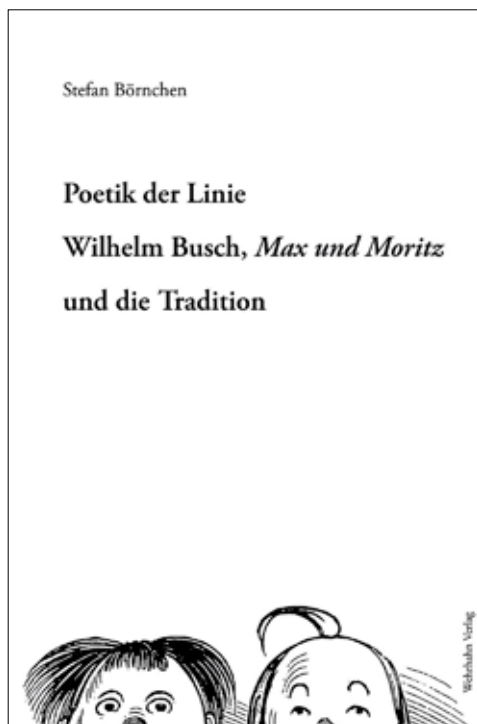 Stefan Börnchen
Poetik der Linie
Wilhelm Busch, Max und Moritz
und die Tradition
Wehrhahn Verlag